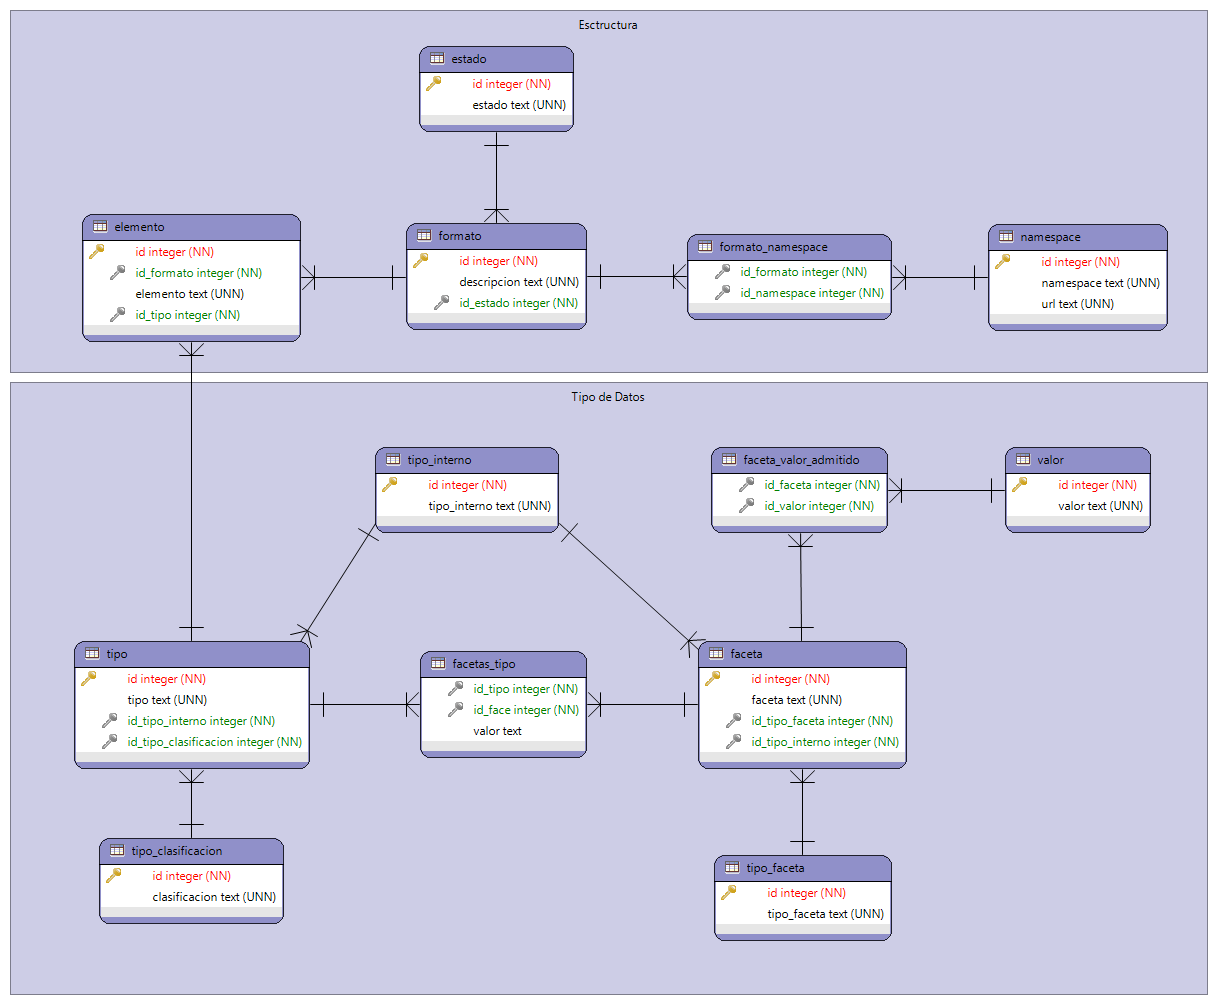 Esctructura
estado
id integer (NN)
estado text (UNN)
elemento
id integer (NN)
id_formato integer (NN)
elemento text (UNN)
id_tipo integer (NN)
formato
id integer (NN)
descripcion text (UNN)
id_estado integer (NN)
formato_namespace
id_formato integer (NN)
id_namespace integer (NN)
namespace
id integer (NN)
namespace text (UNN)
url text (UNN)
Tipo de Datos
tipo_interno
id integer (NN)
tipo_interno text (UNN)
faceta_valor_admitido
id_faceta integer (NN)
id_valor integer (NN)
valor
id integer (NN)
valor text (UNN)
tipo
id integer (NN)
tipo text (UNN)
id_tipo_interno integer (NN)
id_tipo_clasificacion integer (NN)
facetas_tipo
id_tipo integer (NN)
id_face integer (NN)
valor text
faceta
id integer (NN)
faceta text (UNN)
id_tipo_faceta integer (NN)
id_tipo_interno integer (NN)
tipo_clasificacion
id integer (NN)
clasificacion text (UNN)
tipo_faceta
id integer (NN)
tipo_faceta text (UNN)